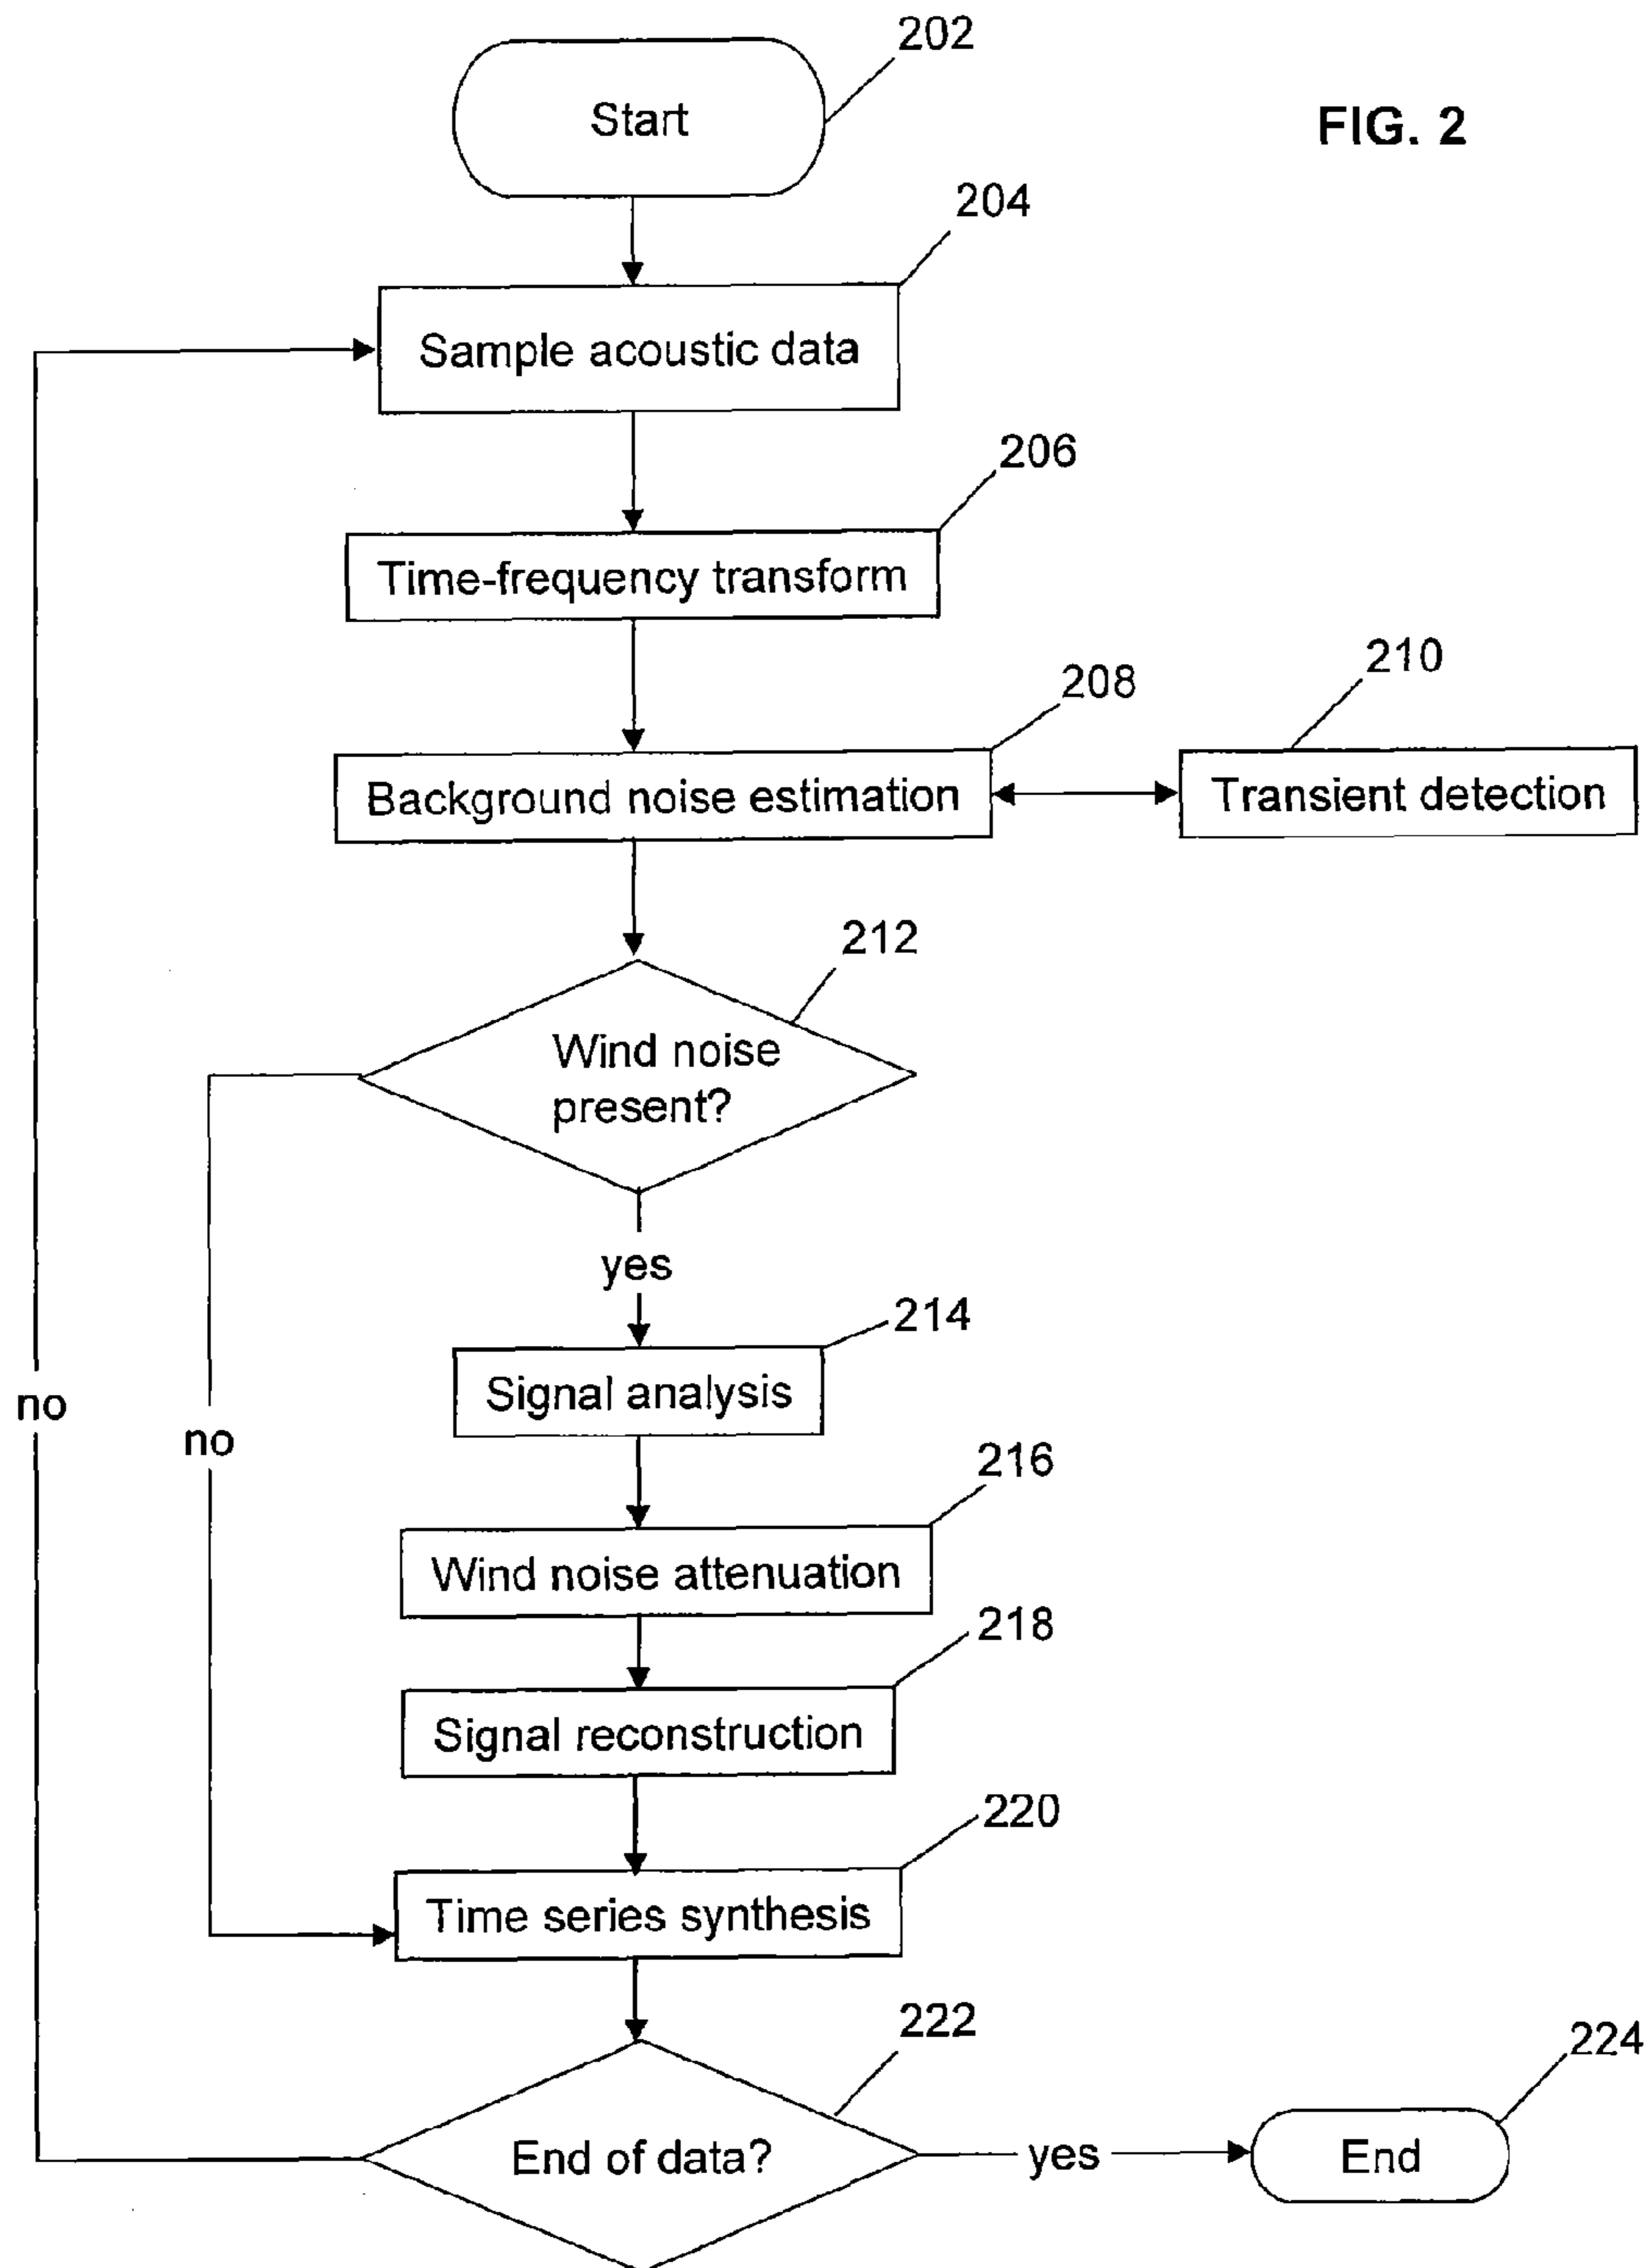 202
Start
FIG. 2
204
Sample acoustic data
206
Time-frequency transform
208
210
Background noise estimation
Transient detection
212
Wind noise
present?
yes
214
Signal analysis
no
no
216
Wind noise attenuation
218
Signal reconstruction
220
Time series synthesis
222
224
End of data?
yes
End